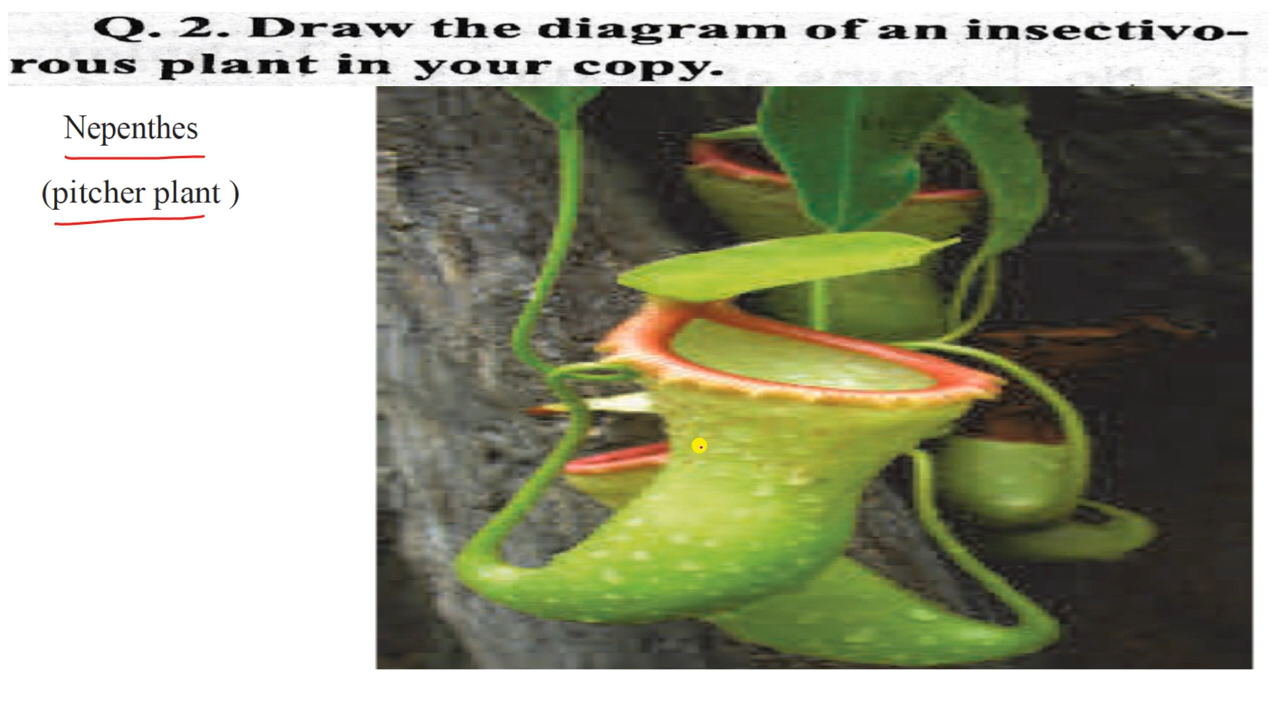 Q. 2. Draw the diagram of an insectivo-
rous plant in your copy.
Nepenthes
(pitcher plant )